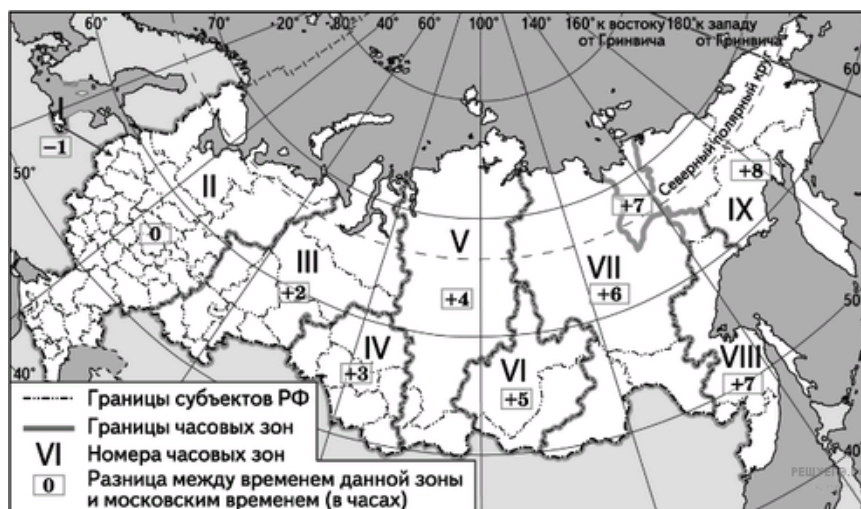 60° 70° 20° 80° 40° 80° 100° 140° 160° к востоку 180° к западу
от Гринвича от Гринвича
60°
I
−1
50°
40°
Северный полярный круг
II
0
III
+2
IV
+3
V
+4
VI
+5
VII
+6
+7
+8
IX
VIII
+7
40°
Границы субъектов РФ
Границы часовых зон
VI Номера часовых зон
0 Разница между временем данной зоны
и московским временем (в часах)